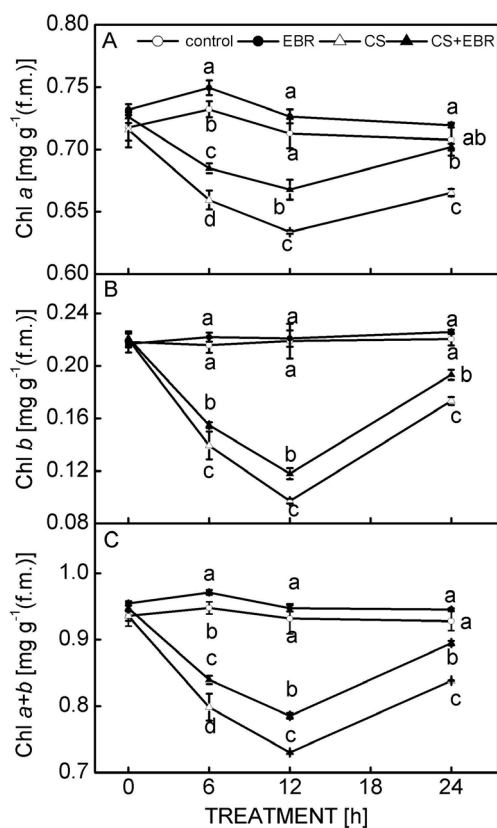 A
control EBR CS CS+EBR
Chl a [mg g⁻¹(f.m.)]
0.80
0.75
0.70
0.65
0.60
a a a
b a ab
c b b
d c c
B
Chl b [mg g⁻¹(f.m.)]
0.24
0.20
0.16
0.12
0.08
a a a
a a a
b b b
c c c
C
Chl a+b [mg g⁻¹(f.m.)]
1.0
0.9
0.8
0.7
a a a
b a a
c b b
d c c
0 6 12 18 24
TREATMENT [h]